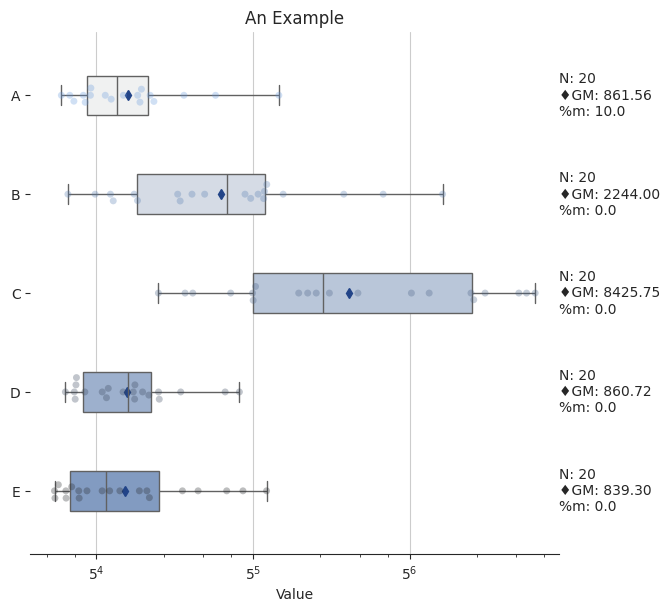 An Example
A
N: 20
♦GM: 861.56
%m: 10.0
B
N: 20
♦GM: 2244.00
%m: 0.0
C
N: 20
♦GM: 8425.75
%m: 0.0
D
N: 20
♦GM: 860.72
%m: 0.0
E
N: 20
♦GM: 839.30
%m: 0.0
5⁴ 5⁵ 5⁶
Value